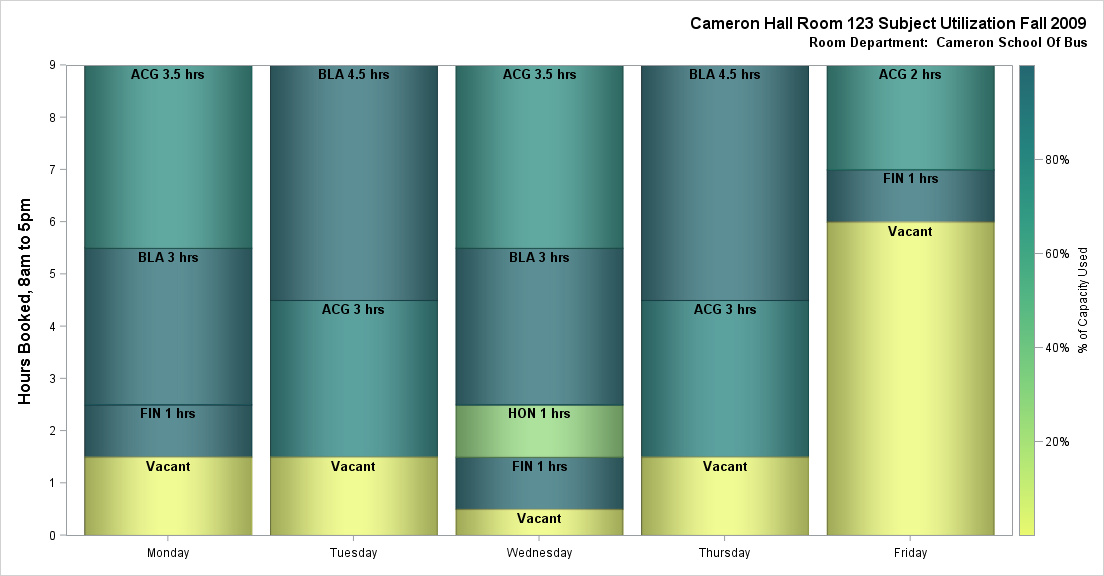 Cameron Hall Room 123 Subject Utilization Fall 2009
Room Department:  Cameron School Of Bus
Hours Booked, 8am to 5pm
9
8
7
6
5
4
3
2
1
0
ACG 3.5 hrs
BLA 3 hrs
FIN 1 hrs
Vacant
BLA 4.5 hrs
ACG 3 hrs
Vacant
ACG 3.5 hrs
BLA 3 hrs
HON 1 hrs
FIN 1 hrs
Vacant
BLA 4.5 hrs
ACG 3 hrs
Vacant
ACG 2 hrs
FIN 1 hrs
Vacant
Monday
Tuesday
Wednesday
Thursday
Friday
80%
60%
40%
20%
% of Capacity Used